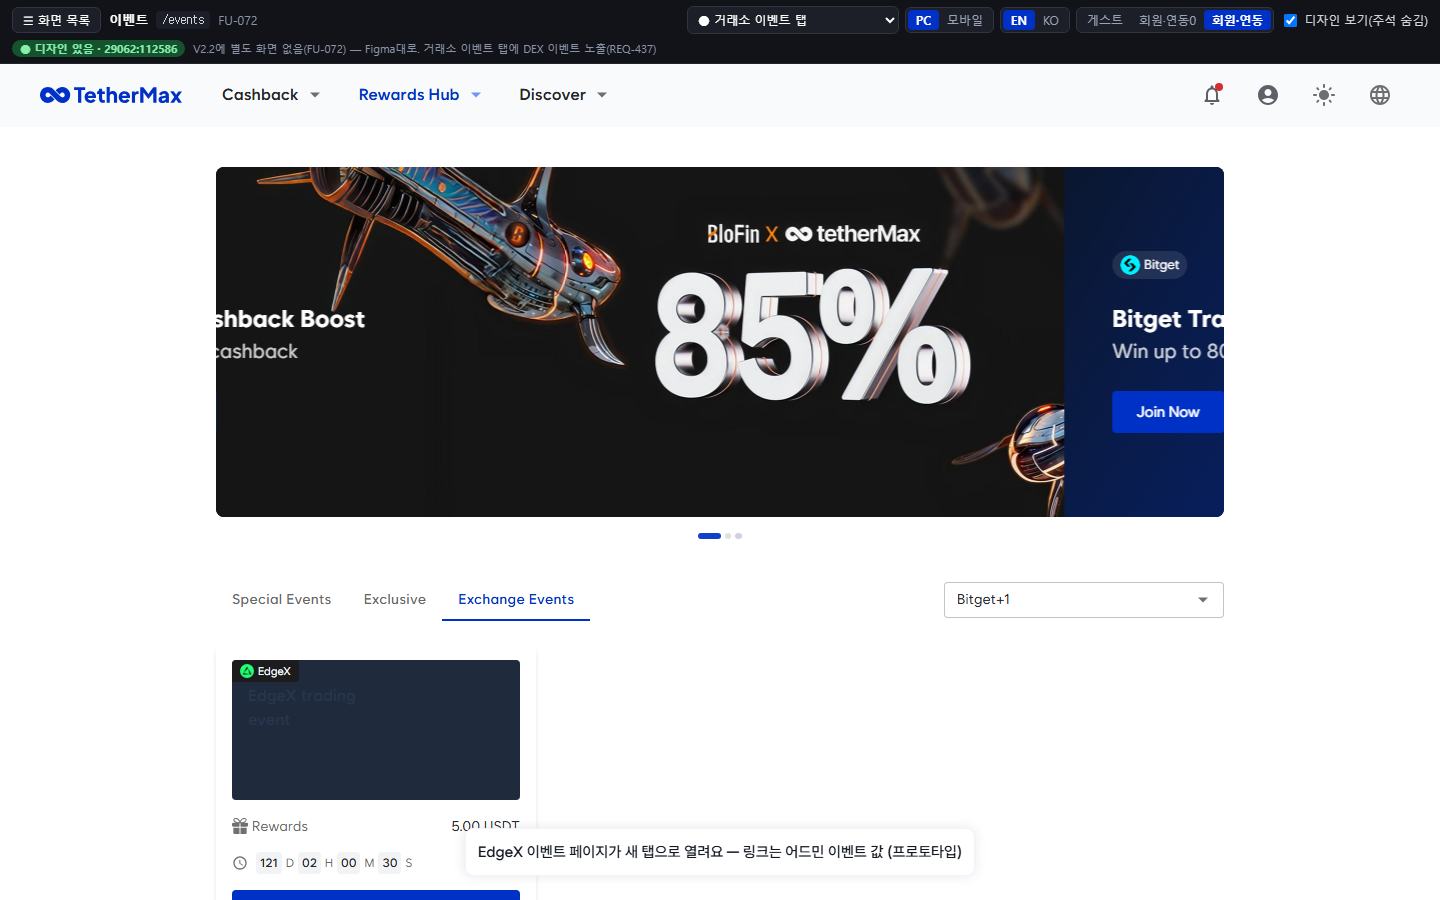 ☰ 화면 목록 이벤트 /events FU-072 ● 거래소 이벤트 탭 PC 모바일 EN KO 게스트 회원·연동0 회원·연동 디자인 보기(주석 숨김)
● 디자인 있음 · 29062:112586 V2.2에 별도 화면 없음(FU-072) — Figma대로. 거래소 이벤트 탭에 DEX 이벤트 노출(REQ-437)
TetherMax Cashback Rewards Hub Discover
BloFin X tetherMax
85%
shback Boost
cashback
Bitget
Bitget Tra
Win up to 80
Join Now
Special Events Exclusive Exchange Events Bitget+1
EdgeX
EdgeX trading
event
Rewards 5.00 USDT
121 D 02 H 00 M 30 S
EdgeX 이벤트 페이지가 새 탭으로 열려요 — 링크는 어드민 이벤트 값 (프로토타입)